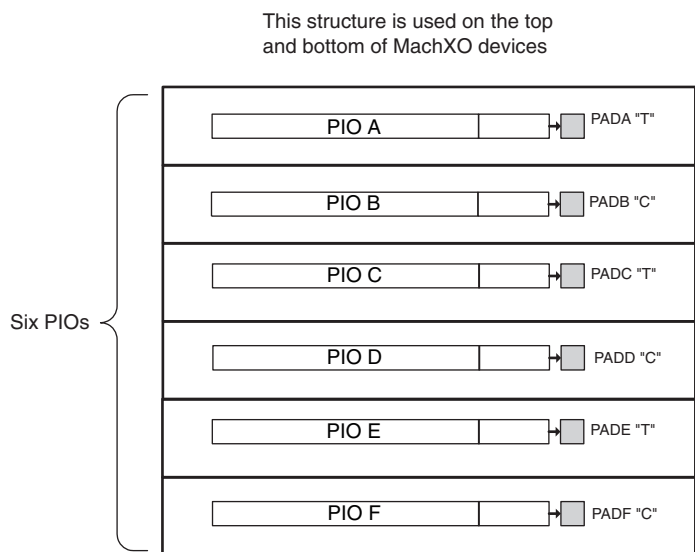 This structure is used on the top
and bottom of MachXO devices
PIO A
PADA "T"
PIO B
PADB "C"
PIO C
PADC "T"
Six PIOs
PIO D
PADD "C"
PIO E
PADE "T"
PIO F
PADF "C"